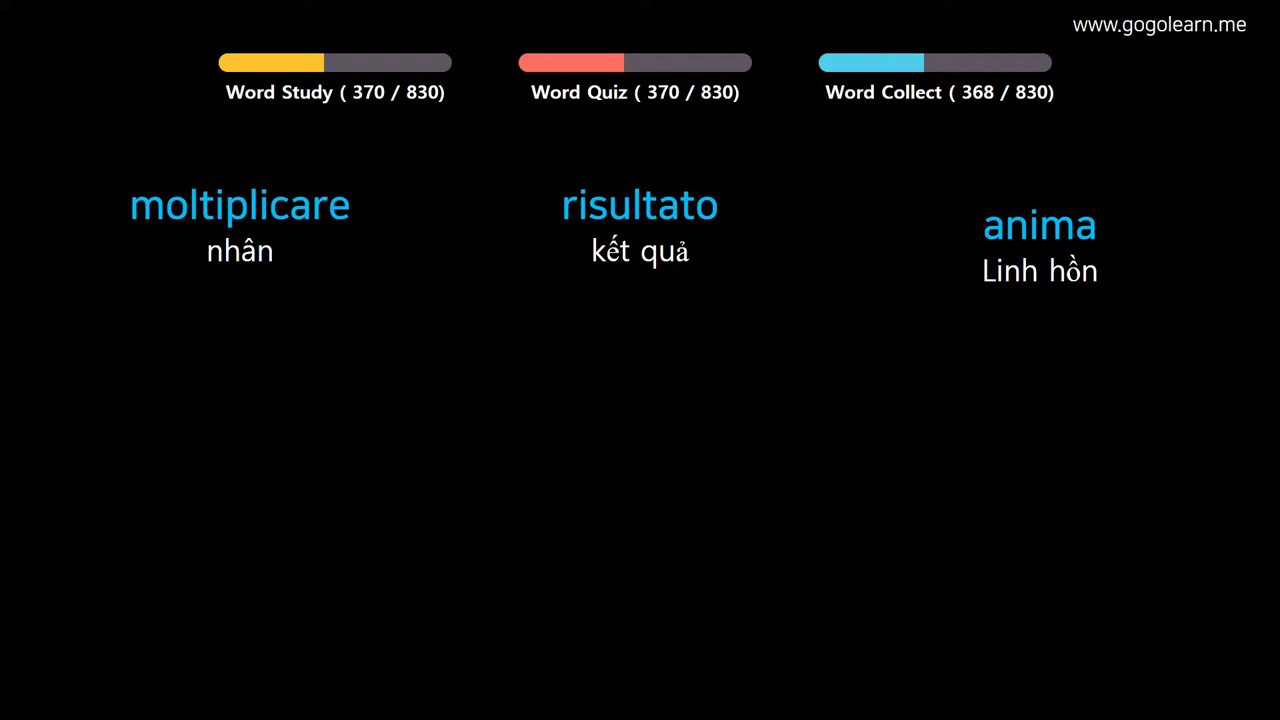 www.gogolearn.me
Word Study ( 370 / 830)
Word Quiz ( 370 / 830)
Word Collect ( 368 / 830)
moltiplicare
nhân
risultato
kết quả
anima
Linh hồn